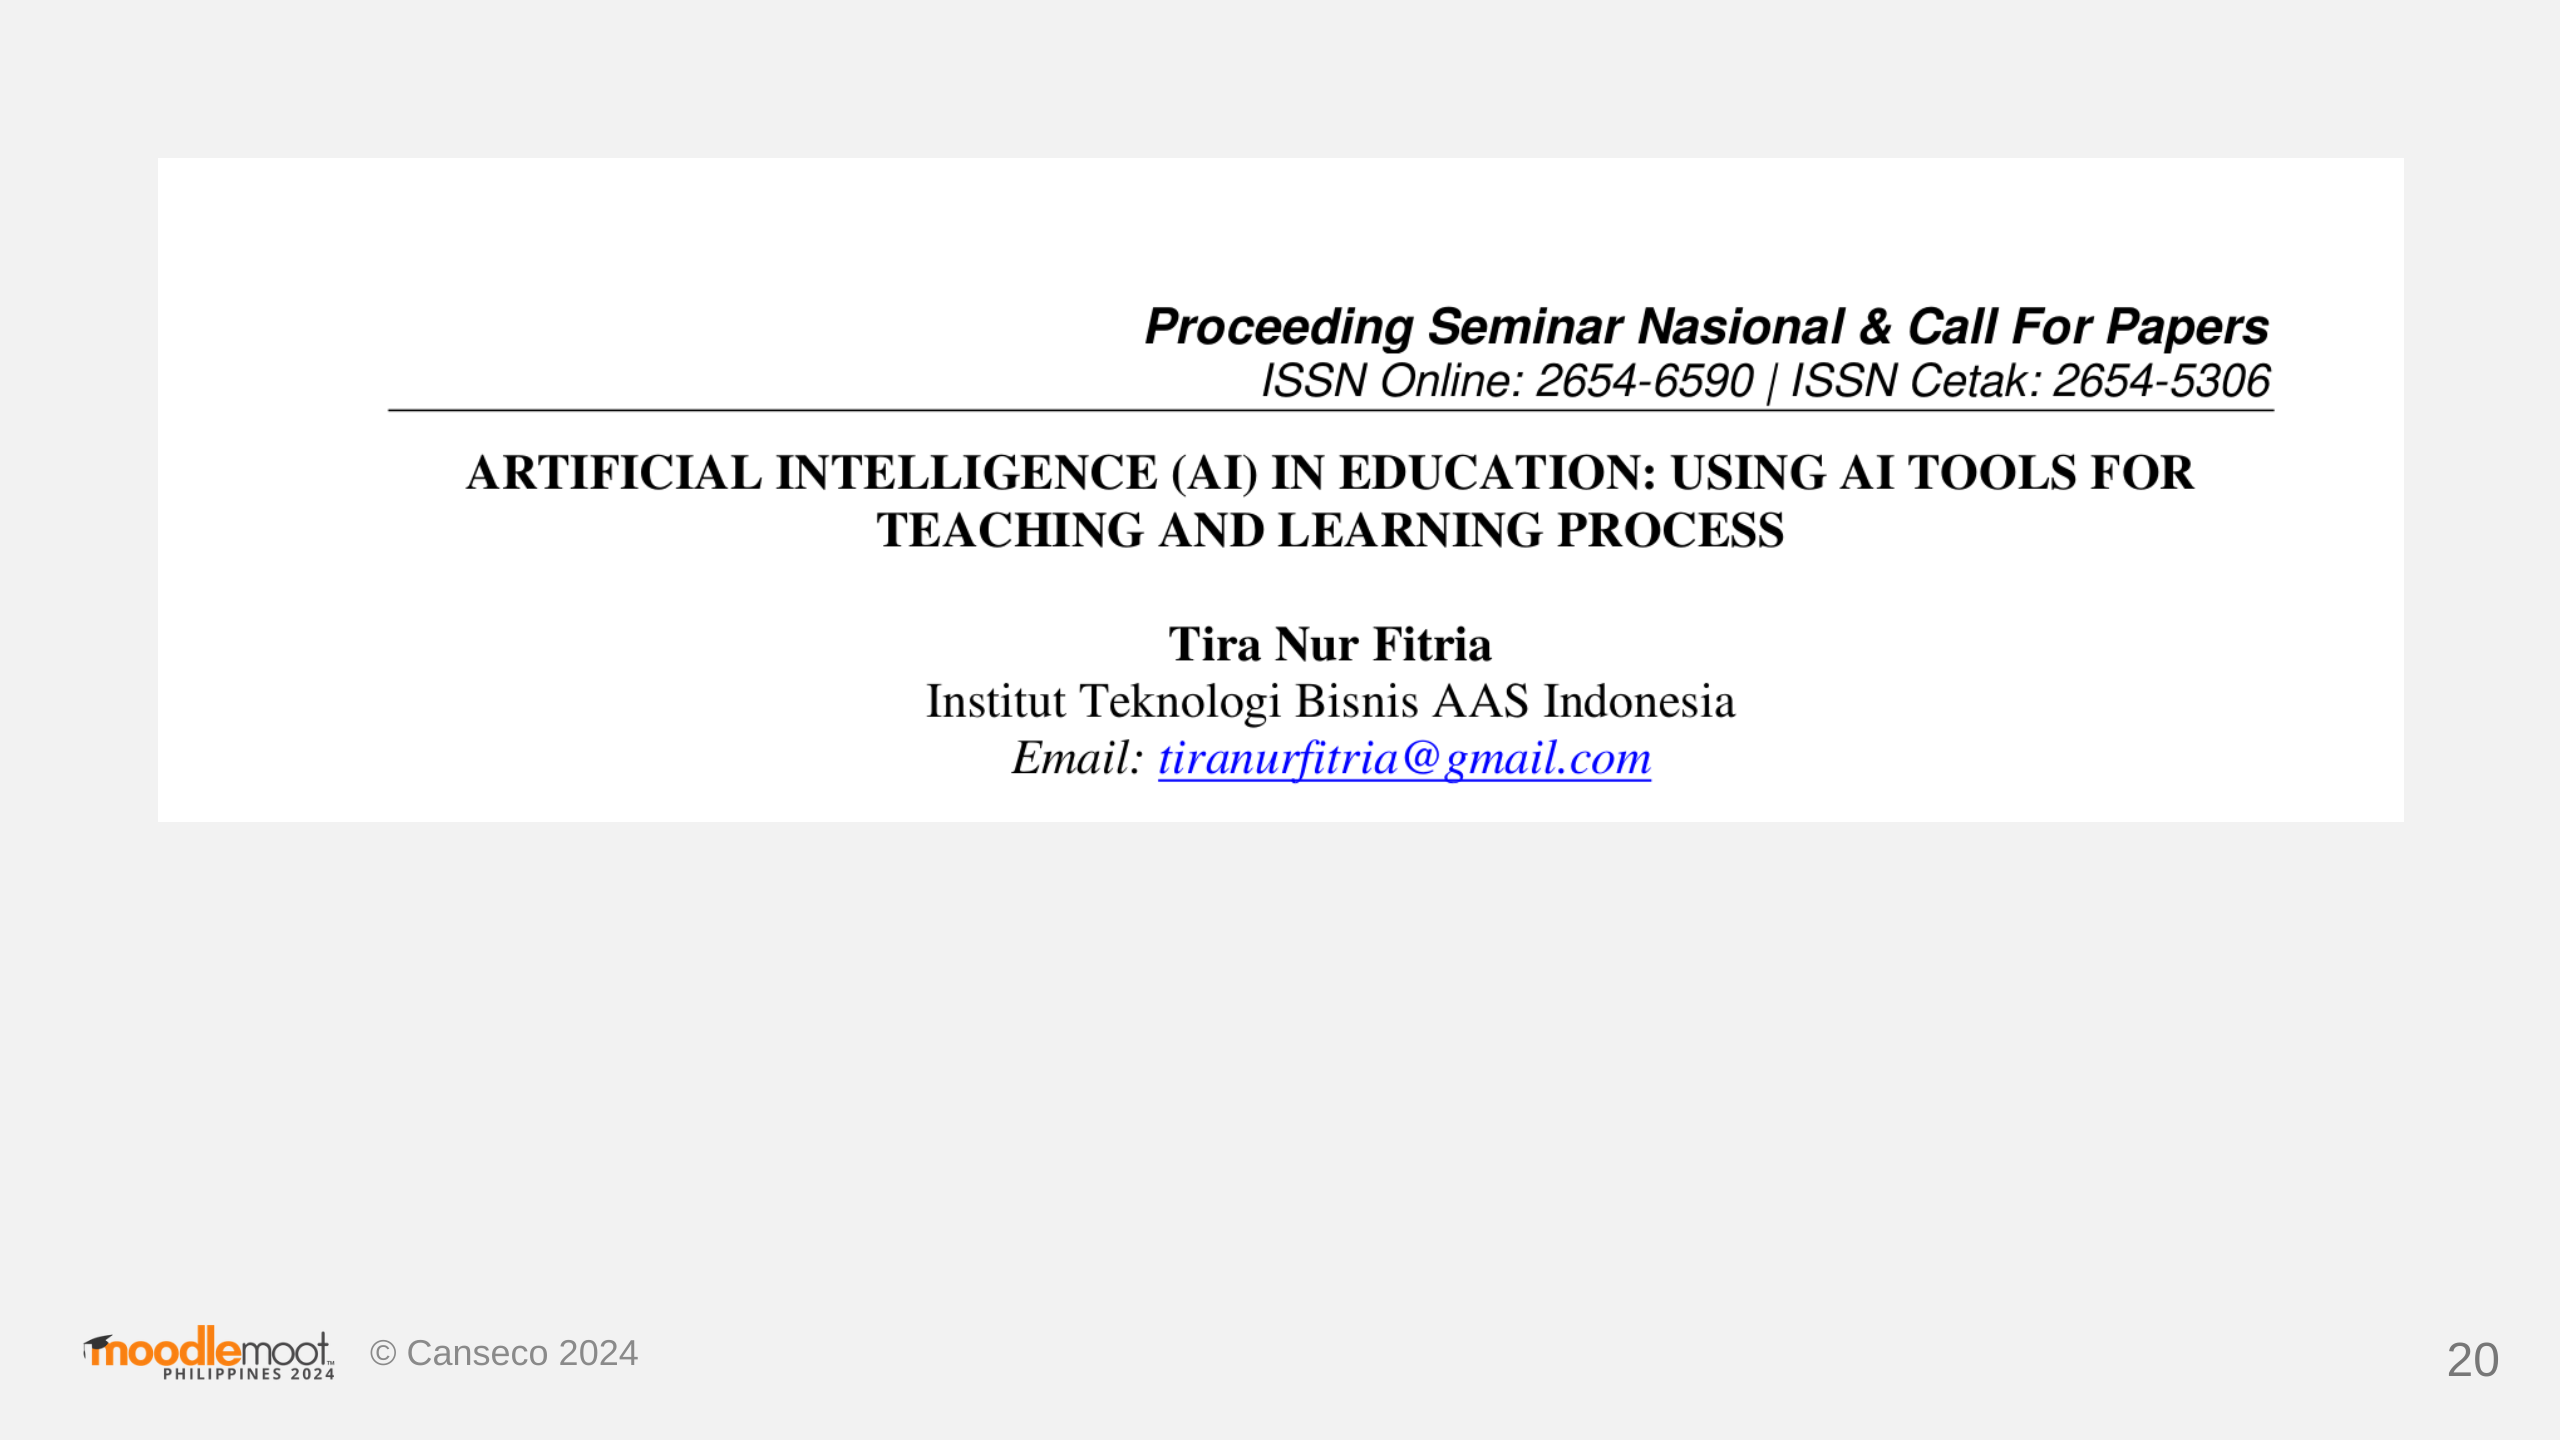 Proceeding Seminar Nasional & Call For Papers
ISSN Online: 2654-6590 | ISSN Cetak: 2654-5306
ARTIFICIAL INTELLIGENCE (AI) IN EDUCATION: USING AI TOOLS FOR
TEACHING AND LEARNING PROCESS
Tira Nur Fitria
Institut Teknologi Bisnis AAS Indonesia
Email: tiranurfitria@gmail.com
moodlemoot™
PHILIPPINES 2024
© Canseco 2024
20